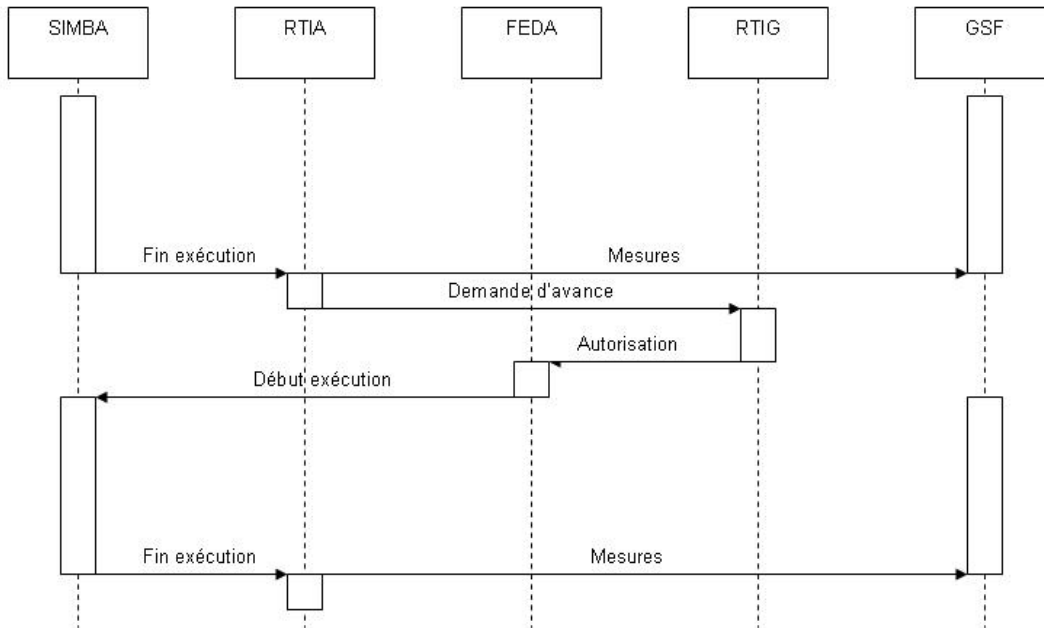 SIMBA
RTIA
FEDA
RTIG
GSF
Fin exécution
Mesures
Demande d'avance
Autorisation
Début exécution
Fin exécution
Mesures